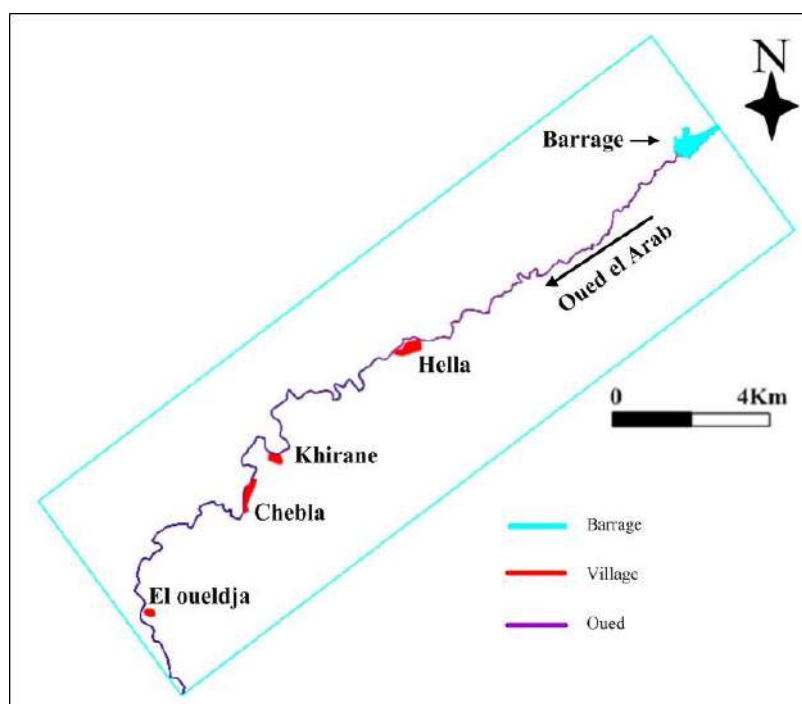 N
Barrage
Oued el Arab
Hella
0 4Km
Khirane
Chebla
Barrage
Village
El oueldja
Oued